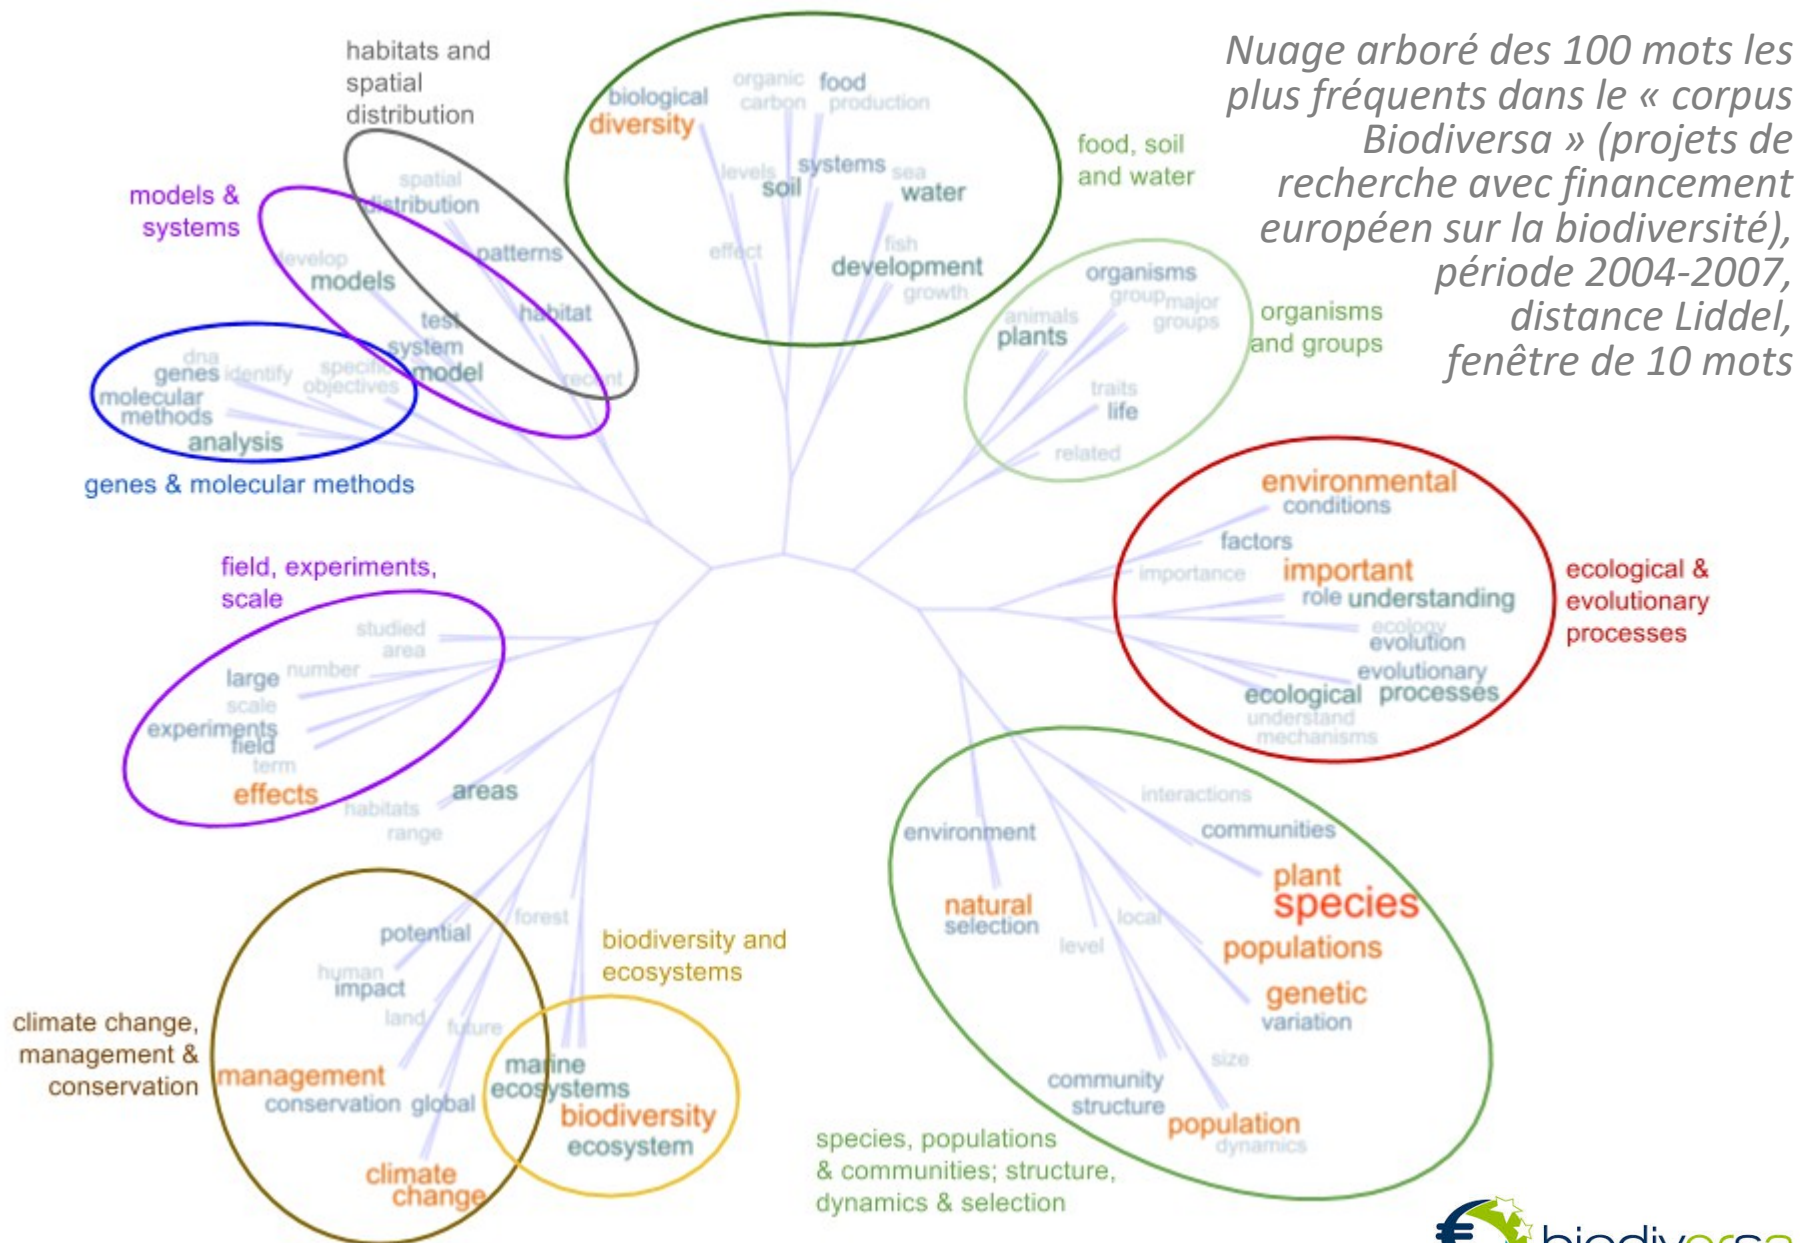 Nuage arboré des 100 mots les
plus fréquents dans le « corpus
Biodiversa » (projets de
recherche avec financement
européen sur la biodiversité),
période 2004-2007,
distance Liddel,
fenêtre de 10 mots
habitats and
spatial
distribution
spatial
distribution
patterns
habitat
recent
models &
systems
develop
models
test
system
model
dna
genes identify
specific
objectives
molecular
methods
analysis
genes & molecular methods
biological
diversity
organic
carbon
food
production
levels
soil
systems
sea
water
effect
fish
development
growth
food, soil
and water
organisms
group major
groups
animals
plants
traits
life
related
organisms
and groups
environmental
conditions
factors
importance
important
role understanding
ecology
evolution
evolutionary
ecological processes
understand
mechanisms
ecological &
evolutionary
processes
field, experiments,
scale
studied
area
large number
scale
experiments
field
term
effects
areas
habitats
range
potential
forest
human
impact
land
future
management
conservation global
climate
change
climate change,
management &
conservation
biodiversity and
ecosystems
marine
ecosystems
biodiversity
ecosystem
environment
natural
selection
interactions
communities
plant
species
local
level
populations
genetic
variation
size
community
structure
population
dynamics
species, populations
& communities; structure,
dynamics & selection
biodiversa